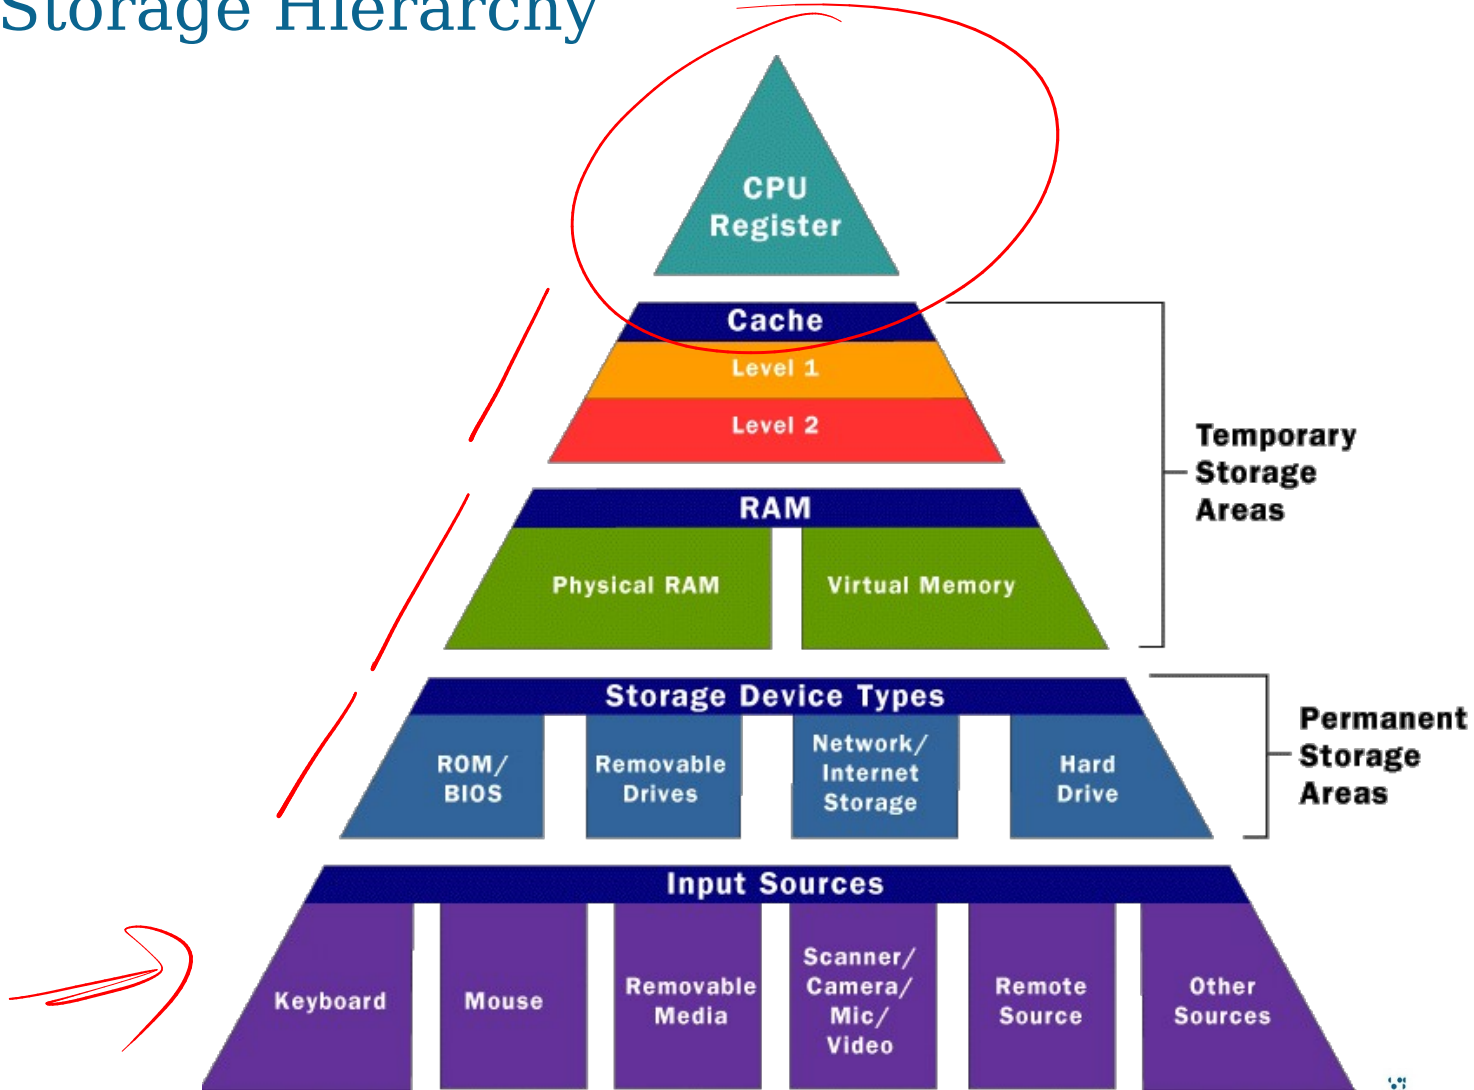 Storage Hierarchy
CPU
Register
Cache
Level 1
Level 2
Temporary
Storage
Areas
RAM
Physical RAM
Virtual Memory
Storage Device Types
ROM/
BIOS
Removable
Drives
Network/
Internet
Storage
Hard
Drive
Permanent
Storage
Areas
Input Sources
Keyboard
Mouse
Removable
Media
Scanner/
Camera/
Mic/
Video
Remote
Source
Other
Sources